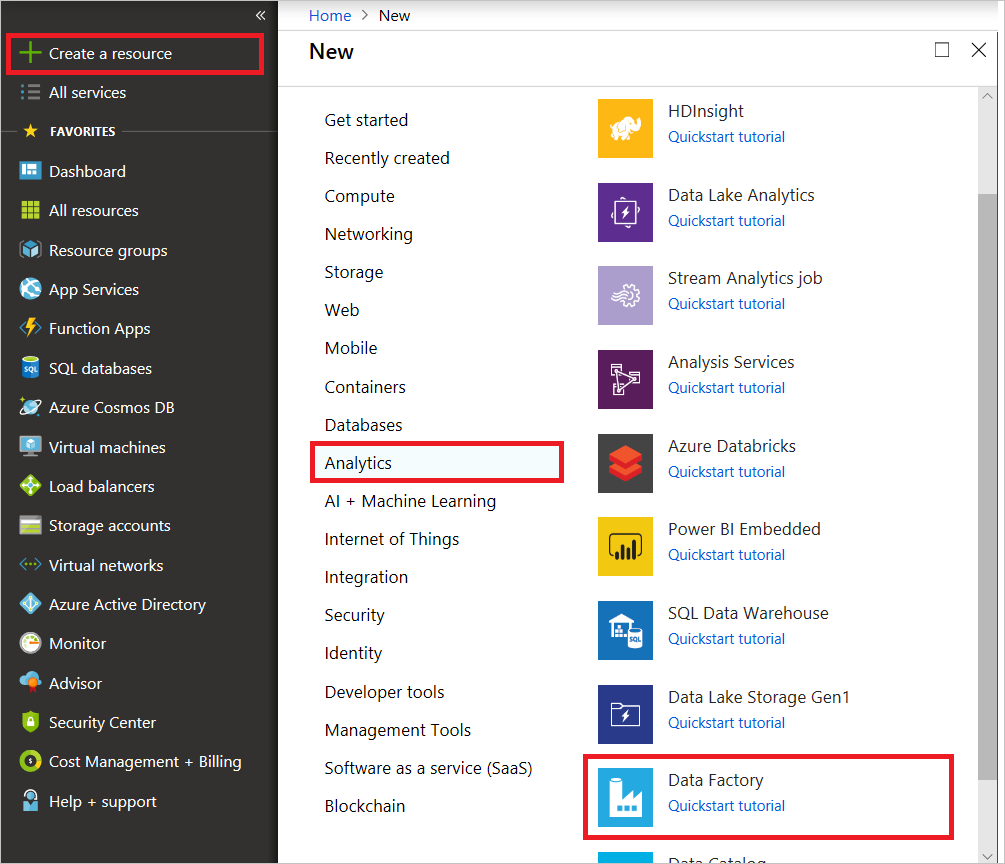 «
Create a resource
All services
FAVORITES
Dashboard
All resources
Resource groups
App Services
Function Apps
SQL databases
Azure Cosmos DB
Virtual machines
Load balancers
Storage accounts
Virtual networks
Azure Active Directory
Monitor
Advisor
Security Center
Cost Management + Billing
Help + support
Home > New
New
Get started
Recently created
Compute
Networking
Storage
Web
Mobile
Containers
Databases
Analytics
AI + Machine Learning
Internet of Things
Integration
Security
Identity
Developer tools
Management Tools
Software as a service (SaaS)
Blockchain
HDInsight
Quickstart tutorial
Data Lake Analytics
Quickstart tutorial
Stream Analytics job
Quickstart tutorial
Analysis Services
Quickstart tutorial
Azure Databricks
Quickstart tutorial
Power BI Embedded
Quickstart tutorial
SQL Data Warehouse
Quickstart tutorial
Data Lake Storage Gen1
Quickstart tutorial
Data Factory
Quickstart tutorial
Data Catalog